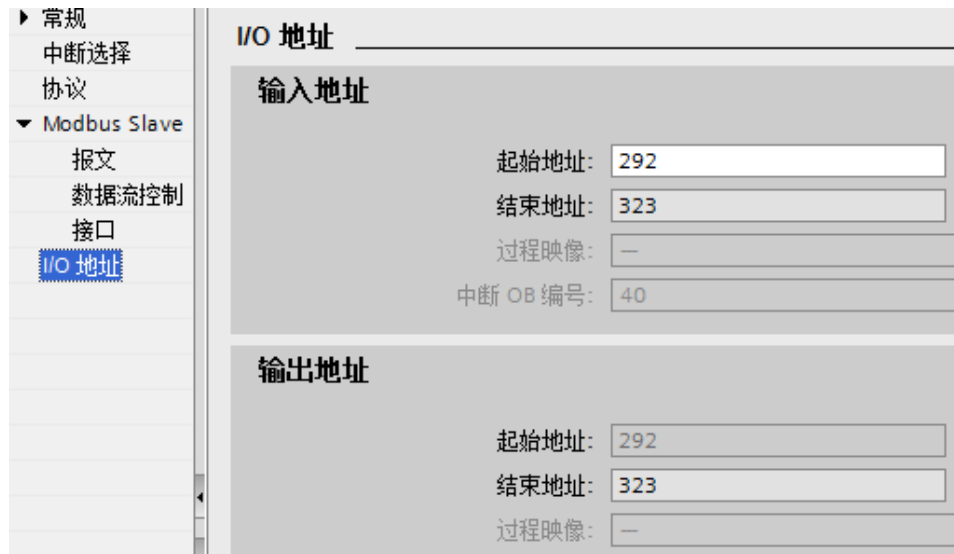 常规
中断选择
协议
Modbus Slave
报文
数据流控制
接口
I/O 地址
I/O 地址
输入地址
起始地址: 292
结束地址: 323
过程映像: —
中断 OB 编号: 40
输出地址
起始地址: 292
结束地址: 323
过程映像: —